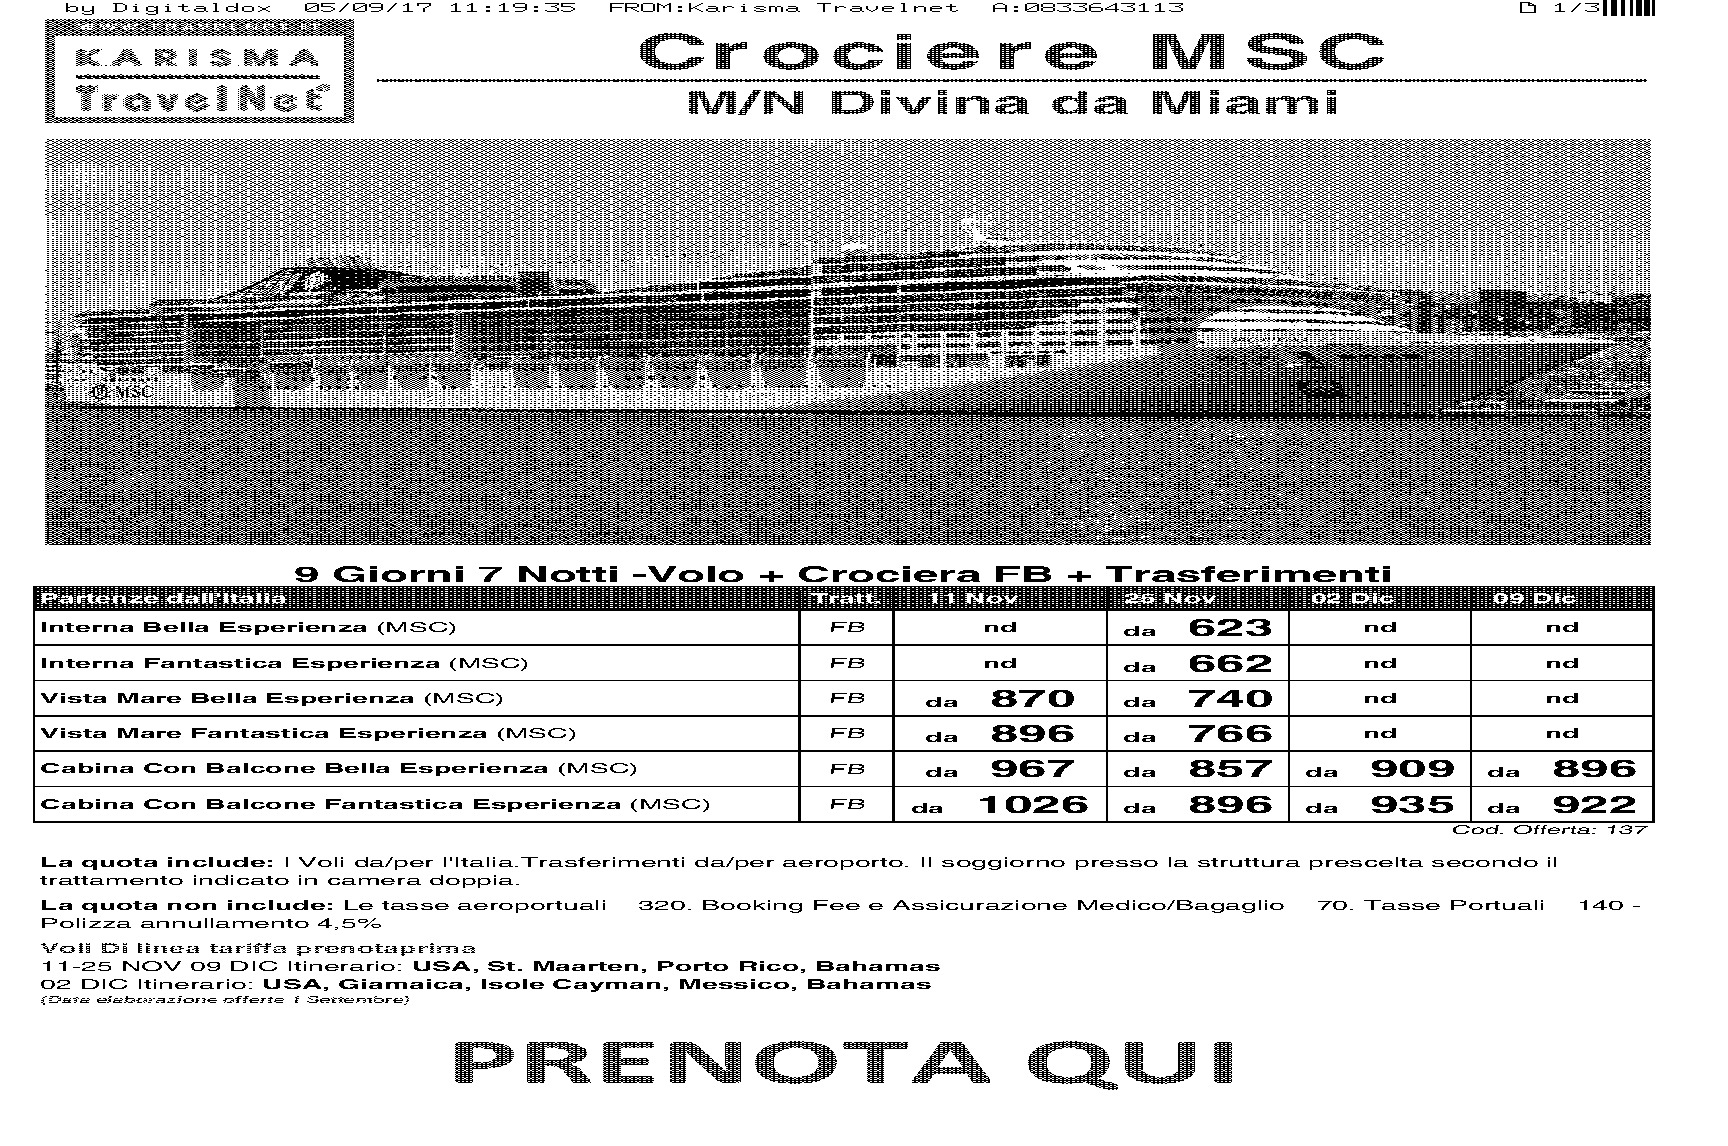 by Digitaldox 05/09/17 11:19:35 FROM:Karisma Travelnet A:0833643113 1/3
KARISMA
TravelNet
Crociere MSC
M/N Divina da Miami
MSC
9 Giorni 7 Notti -Volo + Crociera FB + Trasferimenti
Partenze dall'Italia Tratt. 11 Nov 25 Nov 02 Dic 09 Dic
Interna Bella Esperienza (MSC) FB nd da 623 nd nd
Interna Fantastica Esperienza (MSC) FB nd da 662 nd nd
Vista Mare Bella Esperienza (MSC) FB da 870 da 740 nd nd
Vista Mare Fantastica Esperienza (MSC) FB da 896 da 766 nd nd
Cabina Con Balcone Bella Esperienza (MSC) FB da 967 da 857 da 909 da 896
Cabina Con Balcone Fantastica Esperienza (MSC) FB da 1026 da 896 da 935 da 922
Cod. Offerta: 137
La quota include: I Voli da/per l'Italia.Trasferimenti da/per aeroporto. Il soggiorno presso la struttura prescelta secondo il
trattamento indicato in camera doppia.
La quota non include: Le tasse aeroportuali 320. Booking Fee e Assicurazione Medico/Bagaglio 70. Tasse Portuali 140 -
Polizza annullamento 4,5%
Voli Di linea tariffa prenotaprima
11-25 NOV 09 DIC Itinerario: USA, St. Maarten, Porto Rico, Bahamas
02 DIC Itinerario: USA, Giamaica, Isole Cayman, Messico, Bahamas
(Data elaborazione offerte 1 Settembre)
PRENOTA QUI